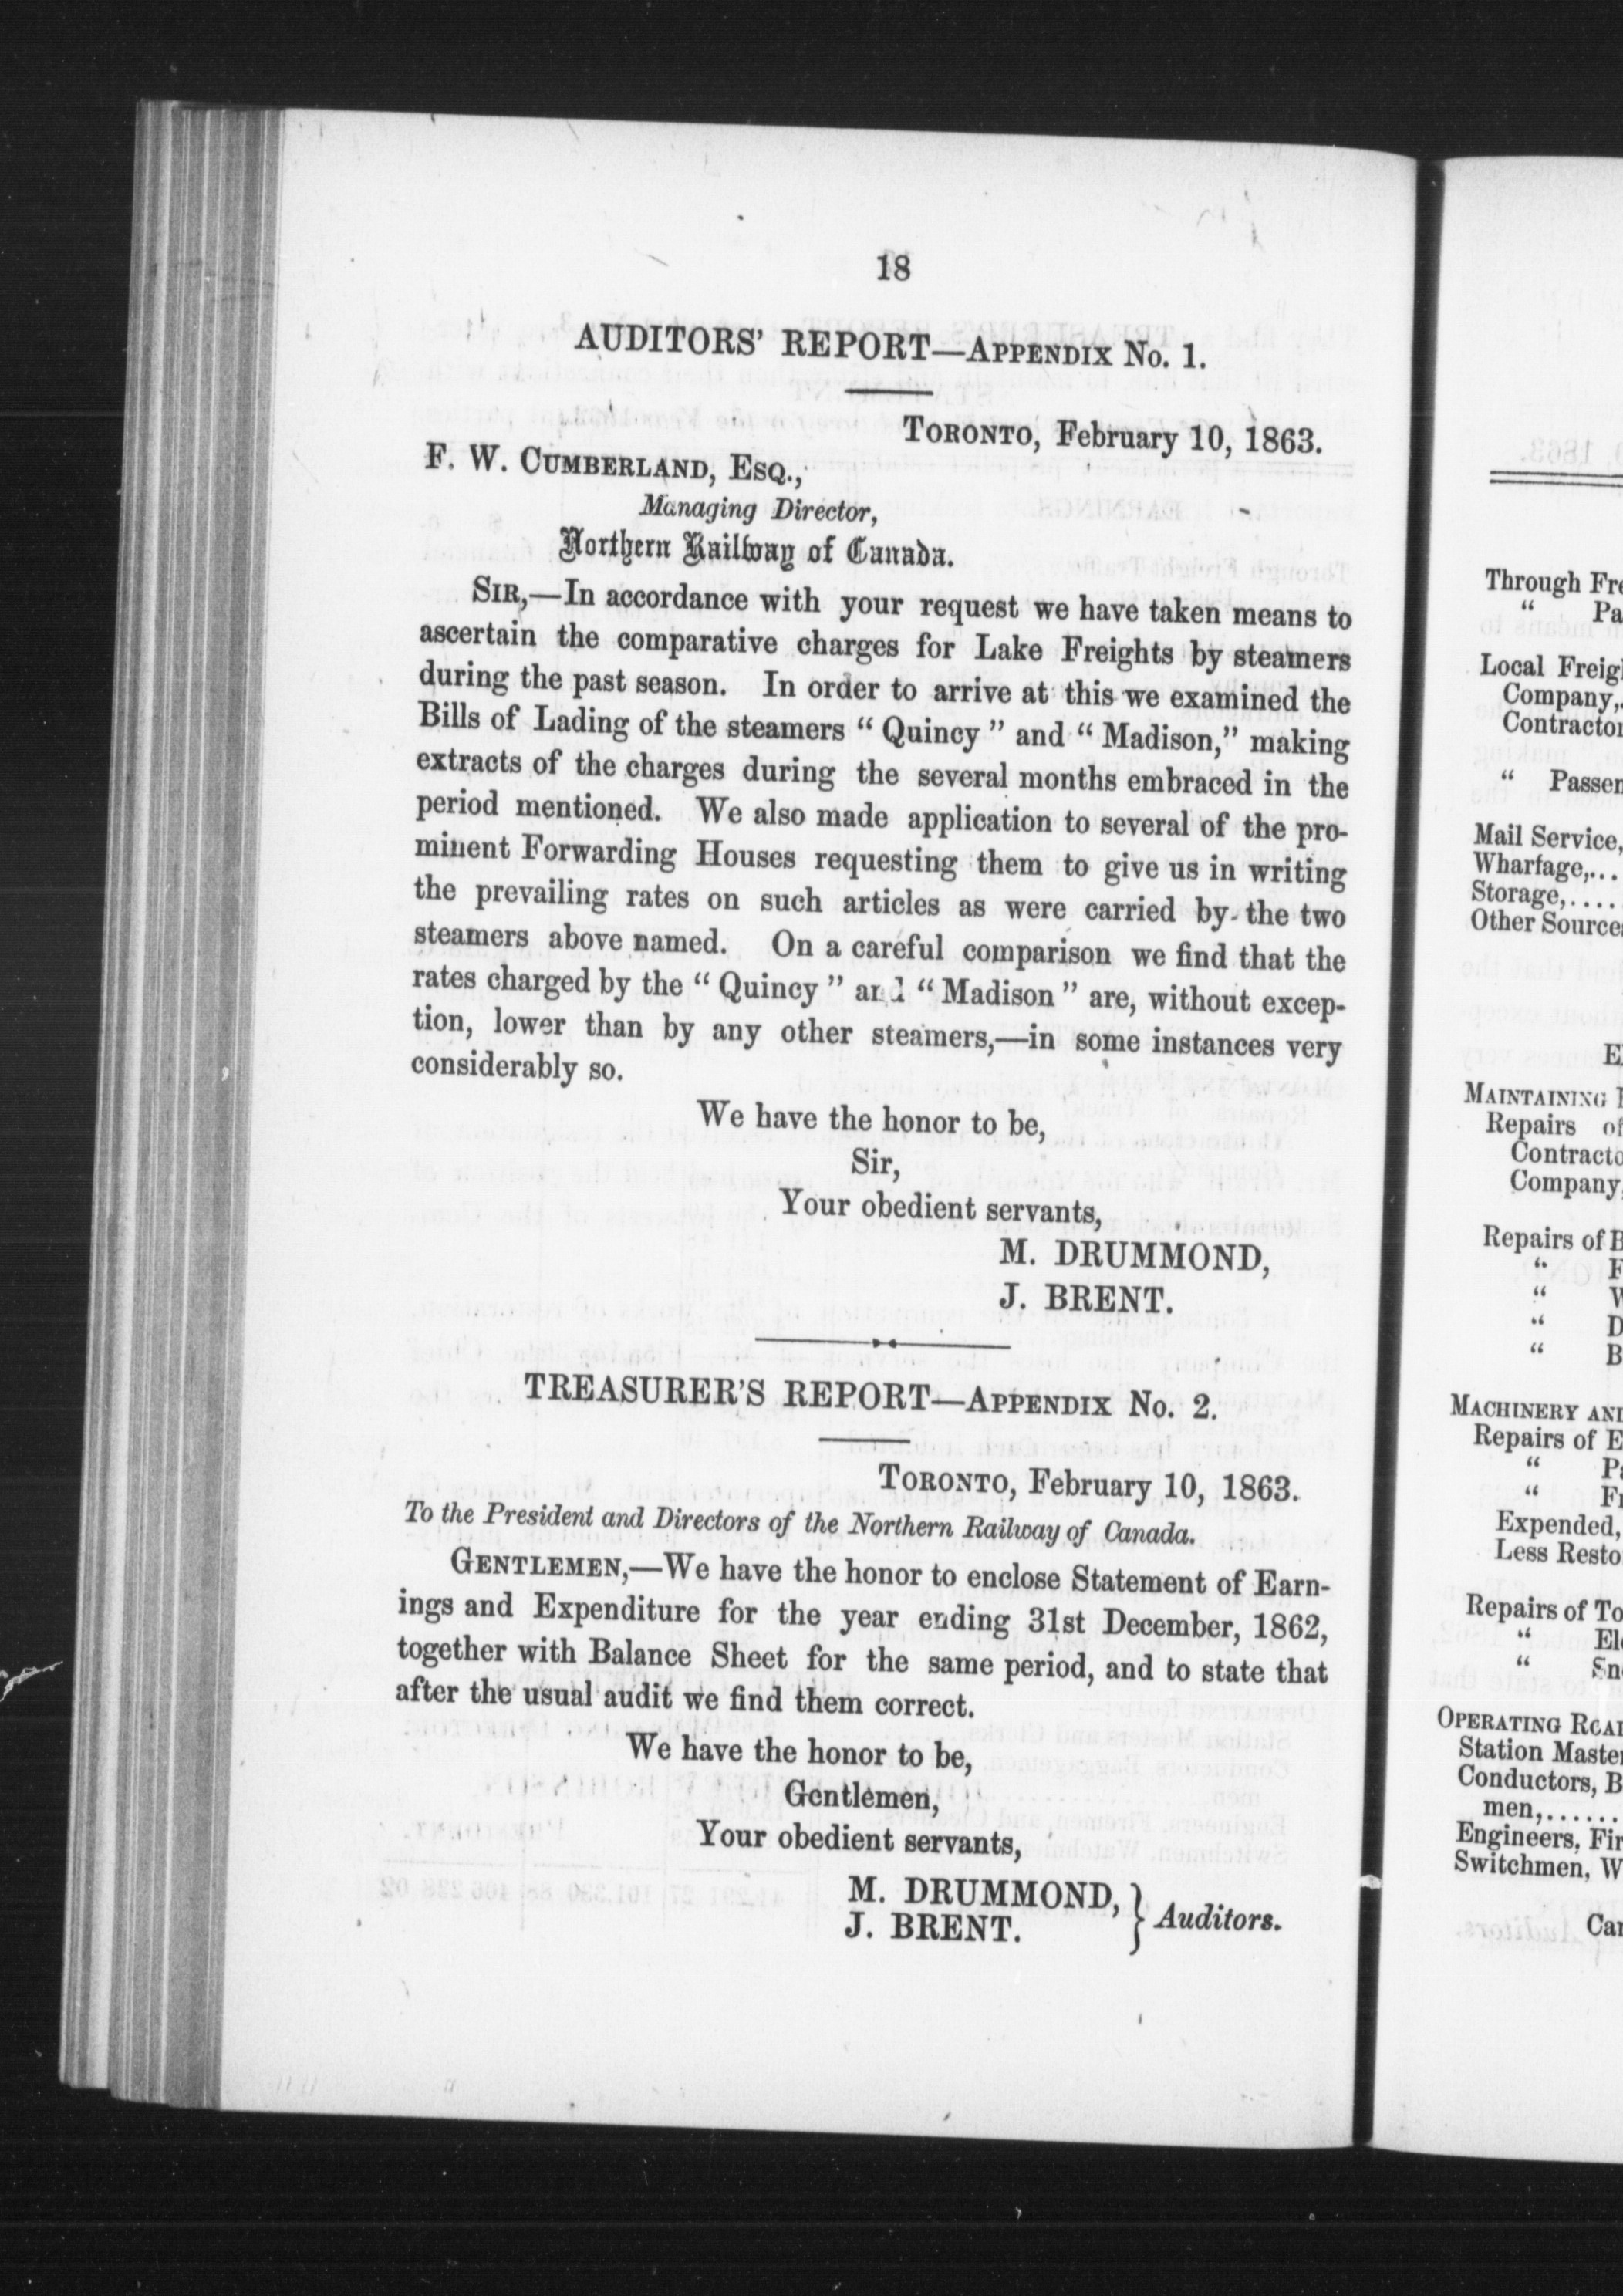 18
AUDITORS' REPORT—APPENDIX No. 1.
TORONTO, February 10, 1863.
F. W. CUMBERLAND, ESQ.,
Managing Director,
Northern Railway of Canada.
SIR,—In accordance with your request we have taken means to
ascertain the comparative charges for Lake Freights by steamers
during the past season. In order to arrive at this we examined the
Bills of Lading of the steamers " Quincy " and " Madison," making
extracts of the charges during the several months embraced in the
period mentioned. We also made application to several of the pro-
minent Forwarding Houses requesting them to give us in writing
the prevailing rates on such articles as were carried by the two
steamers above named. On a careful comparison we find that the
rates charged by the " Quincy " and " Madison " are, without excep-
tion, lower than by any other steamers,—in some instances very
considerably so.
We have the honor to be,
Sir,
Your obedient servants,
M. DRUMMOND,
J. BRENT.
TREASURER'S REPORT—APPENDIX No. 2.
TORONTO, February 10, 1863.
To the President and Directors of the Northern Railway of Canada.
GENTLEMEN,—We have the honor to enclose Statement of Earn-
ings and Expenditure for the year ending 31st December, 1862,
together with Balance Sheet for the same period, and to state that
after the usual audit we find them correct.
We have the honor to be,
Gentlemen,
Your obedient servants,
M. DRUMMOND, } Auditors.
J. BRENT.
Through
"
Local
Company,
" 
Mail Service,
Wharfage,...
Storage,....
Other
MAINTAINING
Repairs
Company,
Repairs of
"
"
"
"
MACHINERY
Repairs of
"
"
Expended,
Less
Repairs of
"
"
OPERATING
Station
Conductors,
men,......
Engineers,
Switchmen,